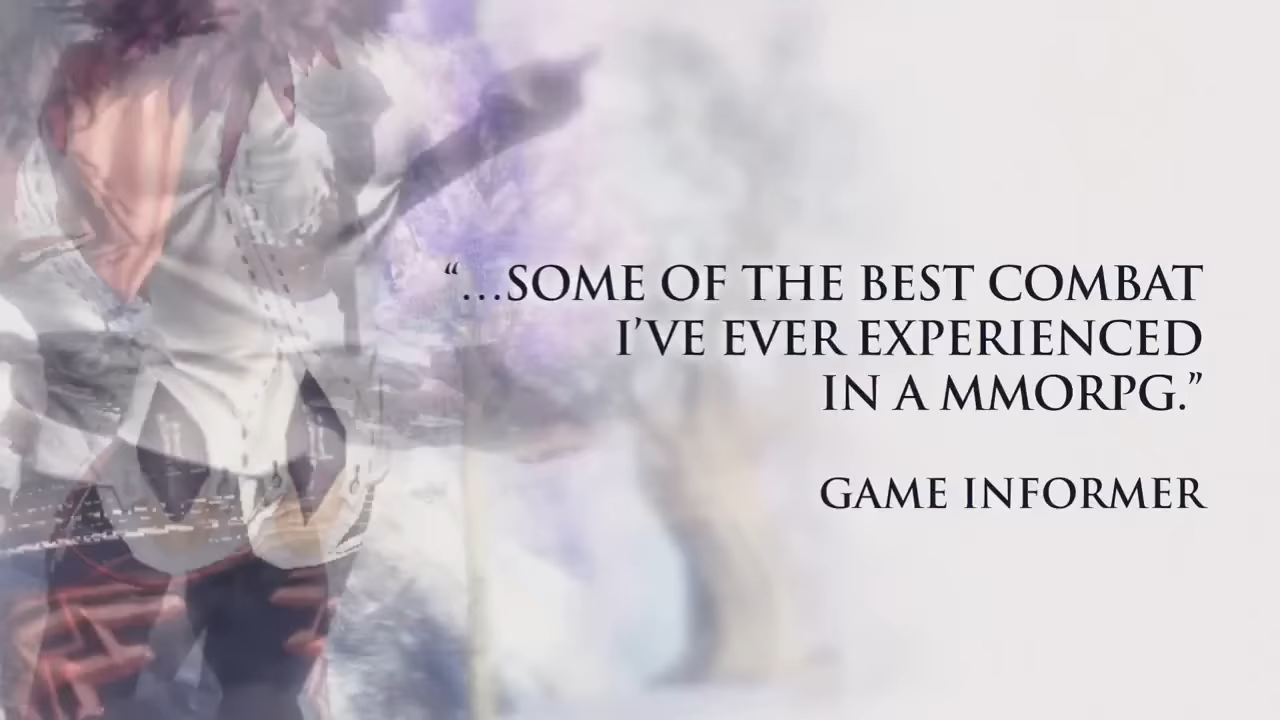 “…SOME OF THE BEST COMBAT
I’VE EVER EXPERIENCED
IN A MMORPG.”
GAME INFORMER